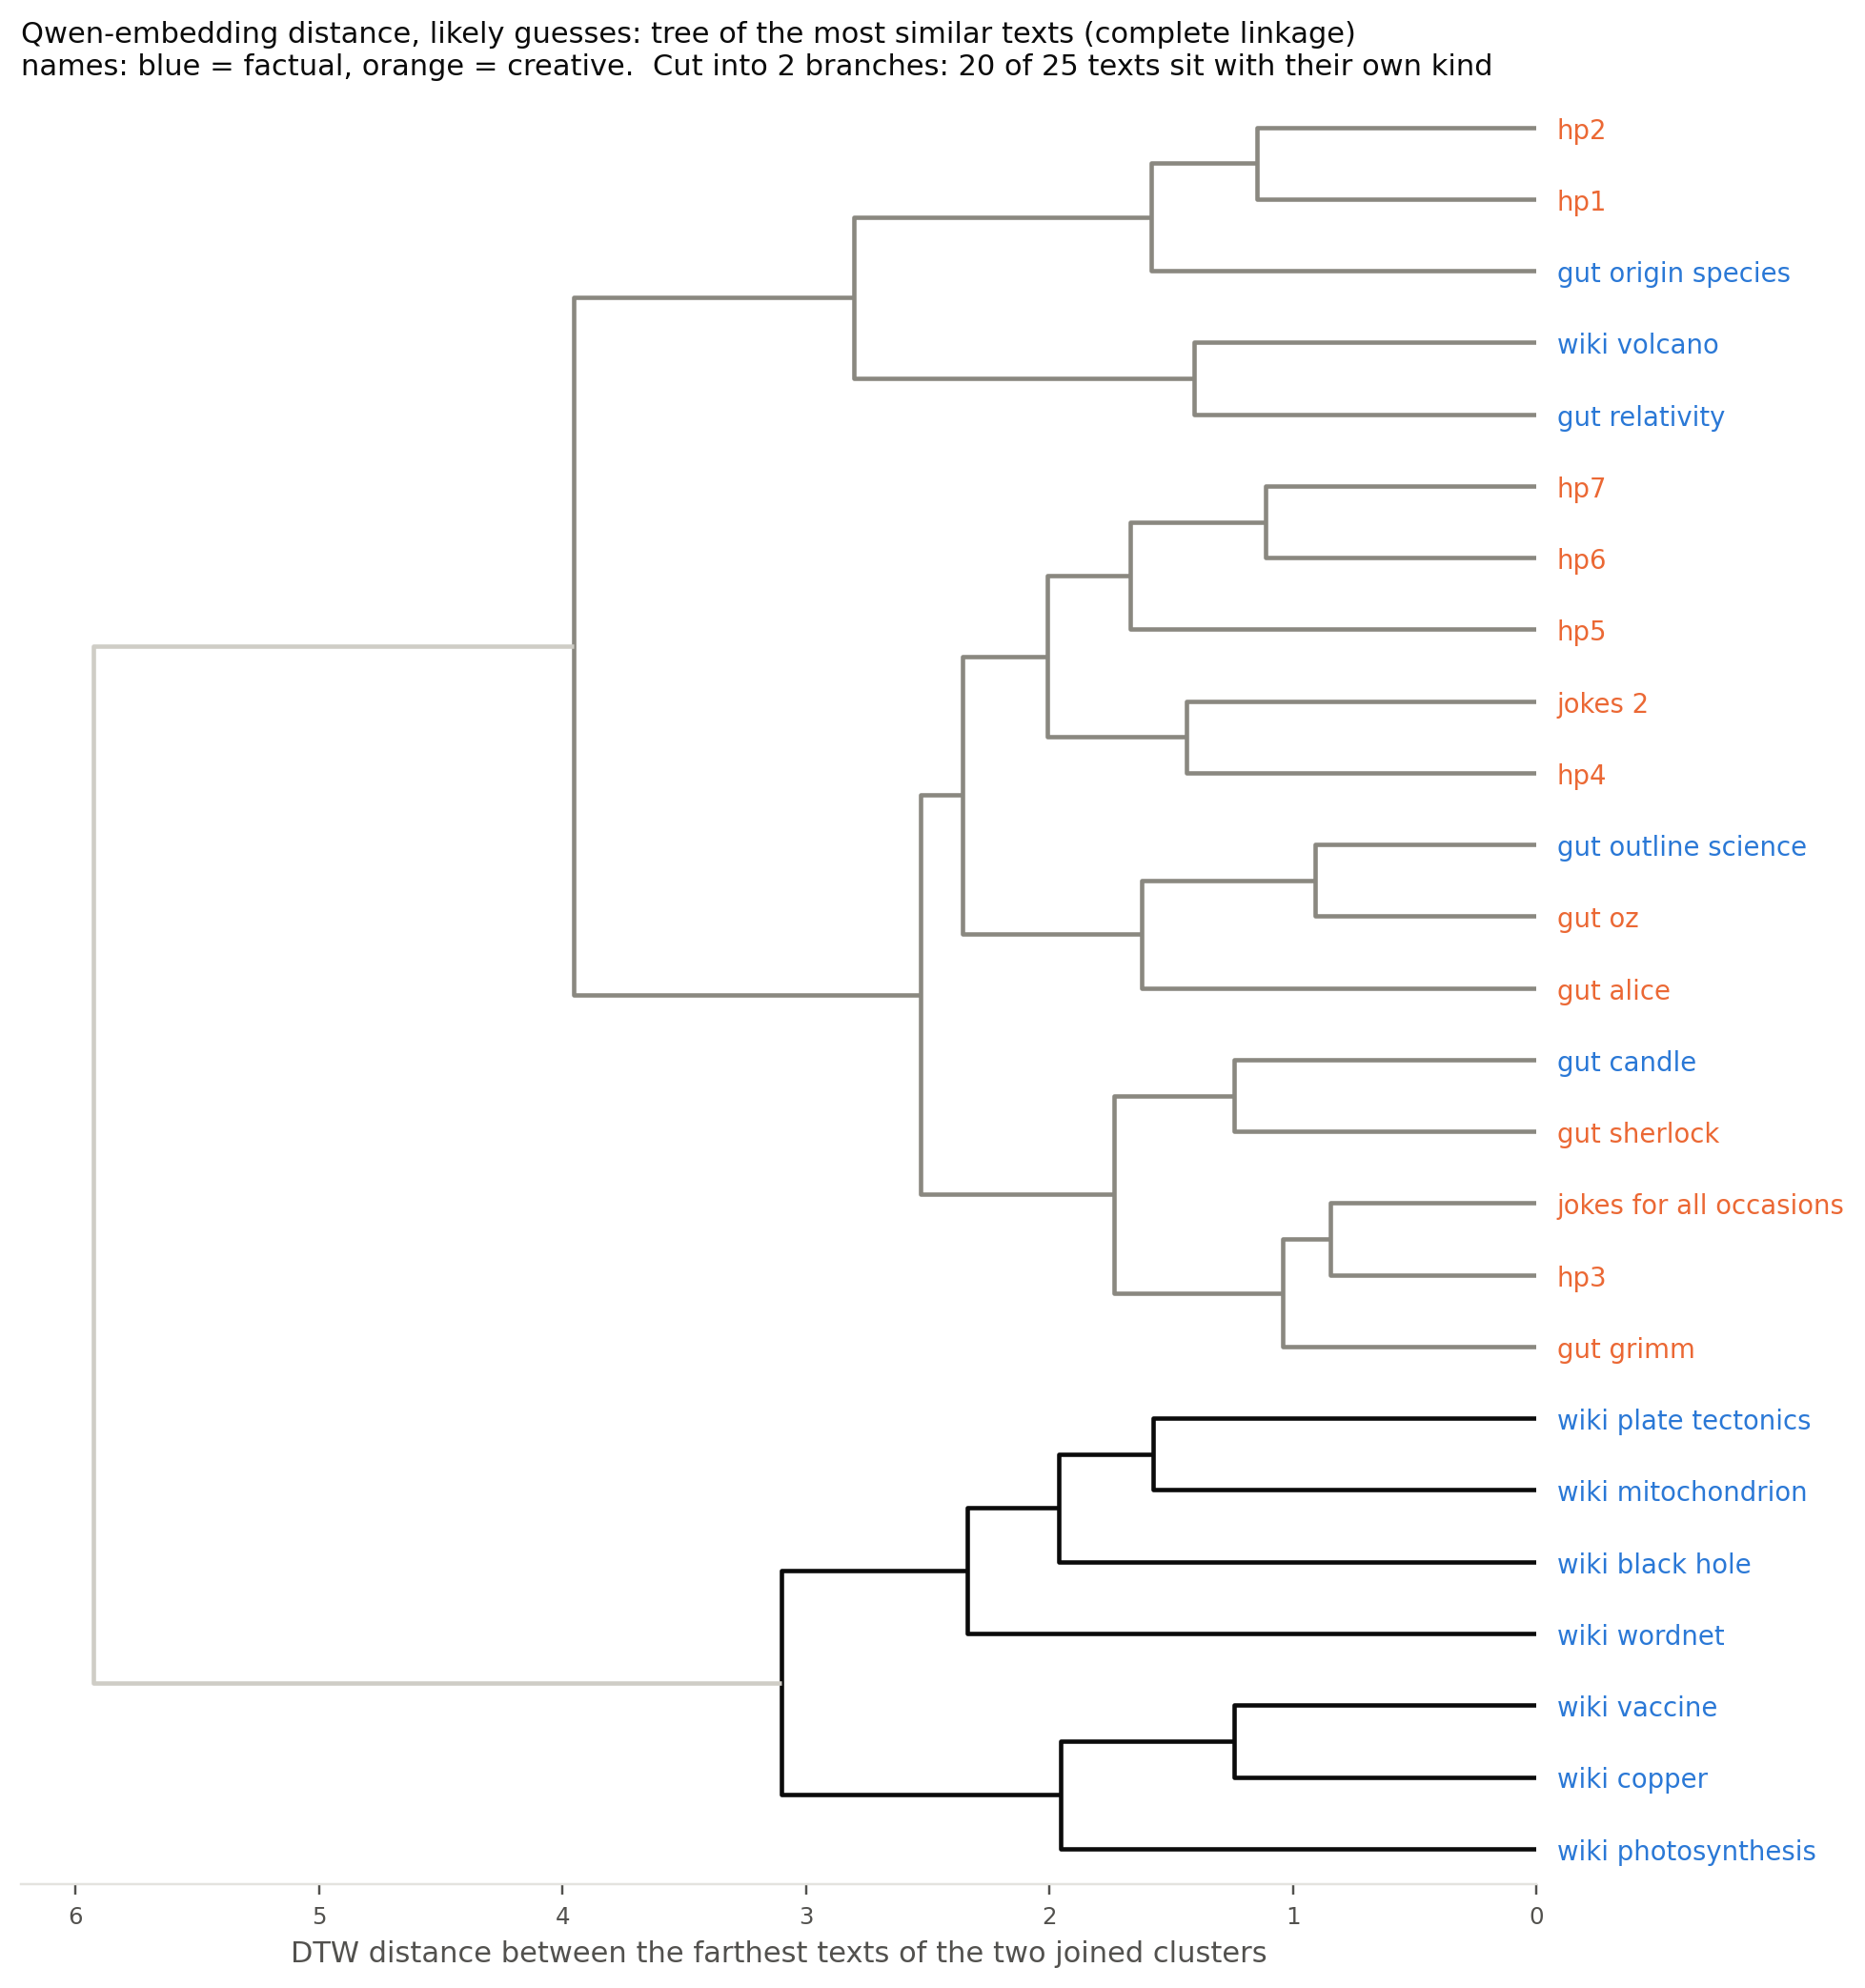 Qwen-embedding distance, likely guesses: tree of the most similar texts (complete linkage)
names: blue = factual, orange = creative.  Cut into 2 branches: 20 of 25 texts sit with their own kind
hp2
hp1
gut origin species
wiki volcano
gut relativity
hp7
hp6
hp5
jokes 2
hp4
gut outline science
gut oz
gut alice
gut candle
gut sherlock
jokes for all occasions
hp3
gut grimm
wiki plate tectonics
wiki mitochondrion
wiki black hole
wiki wordnet
wiki vaccine
wiki copper
wiki photosynthesis
6 5 4 3 2 1 0
DTW distance between the farthest texts of the two joined clusters